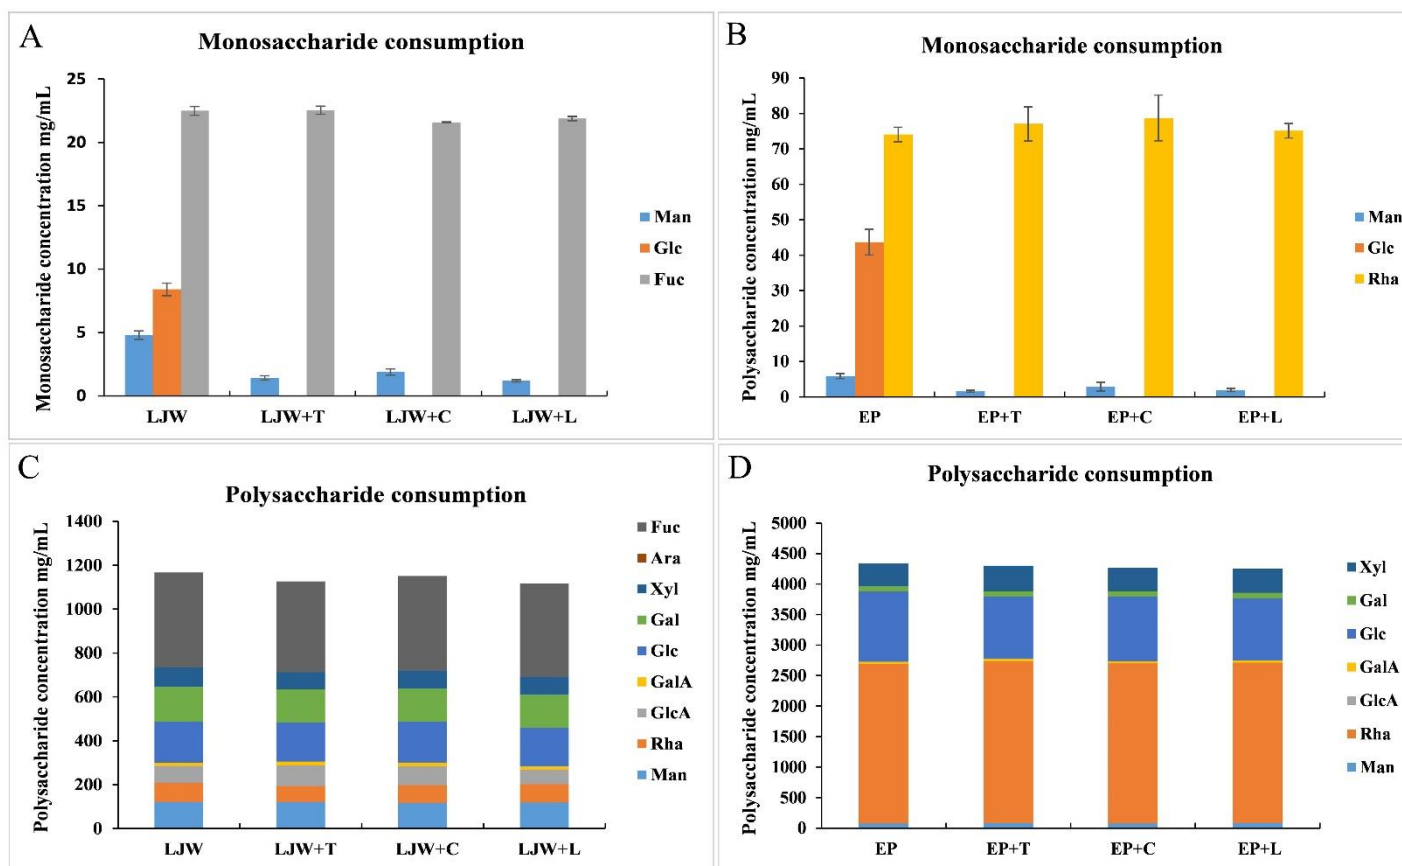 A
Monosaccharide consumption
Monosaccharide concentration mg/mL
25
20
15
10
5
0
LJW
LJW+T
LJW+C
LJW+L
Man
Glc
Fuc
B
Monosaccharide consumption
Polysaccharide concentration mg/mL
90
80
70
60
50
40
30
20
10
0
EP
EP+T
EP+C
EP+L
Man
Glc
Rha
C
Polysaccharide consumption
Polysaccharide concentration mg/mL
1400
1200
1000
800
600
400
200
0
LJW
LJW+T
LJW+C
LJW+L
Fuc
Ara
Xyl
Gal
Glc
GalA
GlcA
Rha
Man
D
Polysaccharide consumption
Polysaccharide concentration mg/mL
5000
4500
4000
3500
3000
2500
2000
1500
1000
500
0
EP
EP+T
EP+C
EP+L
Xyl
Gal
Glc
GalA
GlcA
Rha
Man